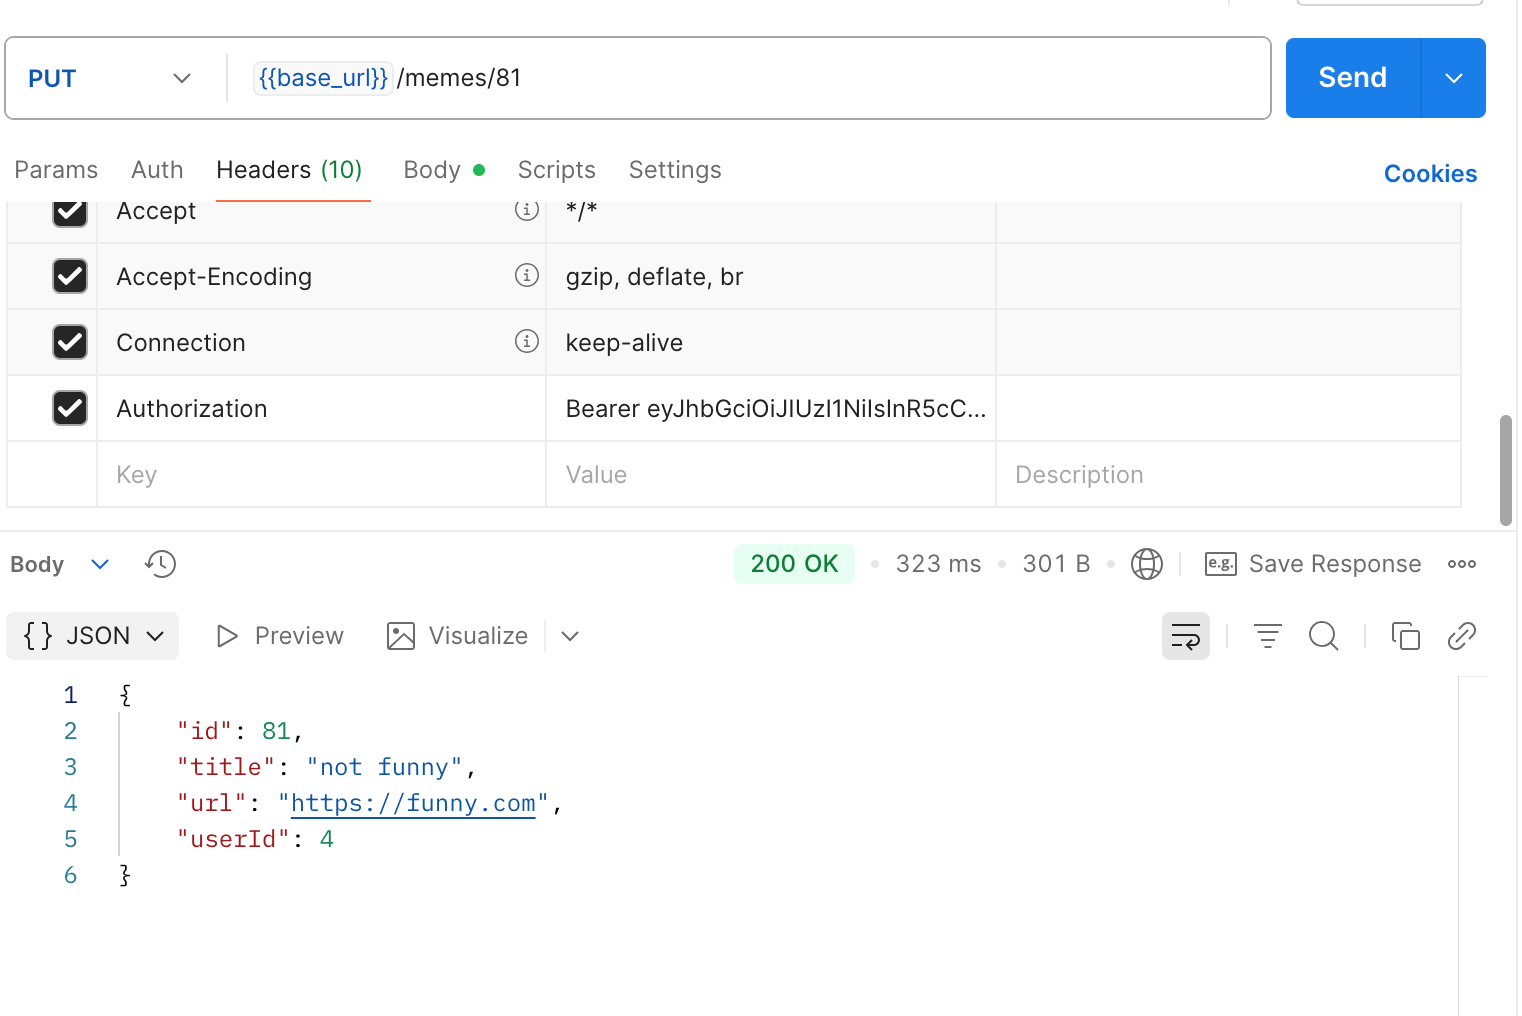 PUT {{base_url}}/memes/81 Send
Params Auth Headers (10) Body Scripts Settings Cookies
Accept */*
Accept-Encoding gzip, deflate, br
Connection keep-alive
Authorization Bearer eyJhbGciOiJIUzI1NiIsInR5cC...
Key Value Description
Body 200 OK 323 ms 301 B e.g. Save Response
{ } JSON Preview Visualize
1 {
2 "id": 81,
3 "title": "not funny",
4 "url": "https://funny.com",
5 "userId": 4
6 }